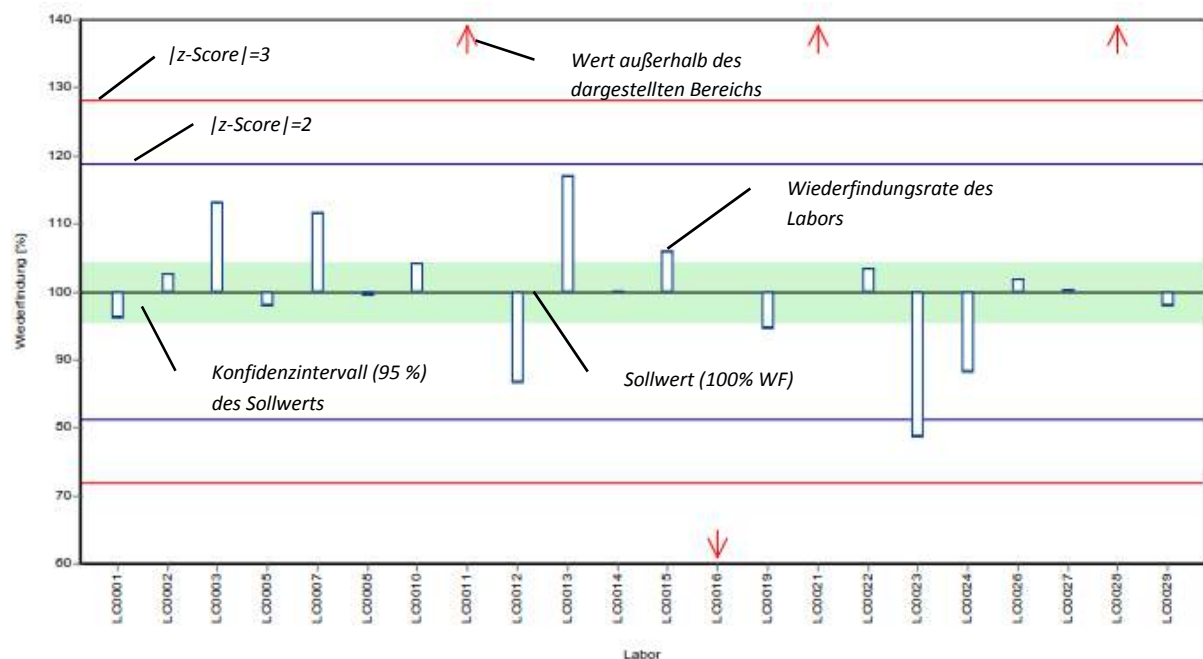 140
130
120
110
100
90
80
70
60
Wiederfindung [%]
|z-Score|=3
|z-Score|=2
Wert außerhalb des
dargestellten Bereichs
Wiederfindungsrate des
Labors
Konfidenzintervall (95 %)
des Sollwerts
Sollwert (100% WF)
LC0001
LC0002
LC0003
LC0005
LC0007
LC0008
LC0010
LC0011
LC0012
LC0013
LC0014
LC0015
LC0016
LC0019
LC0021
LC0022
LC0023
LC0024
LC0026
LC0027
LC0028
LC0029
Labor